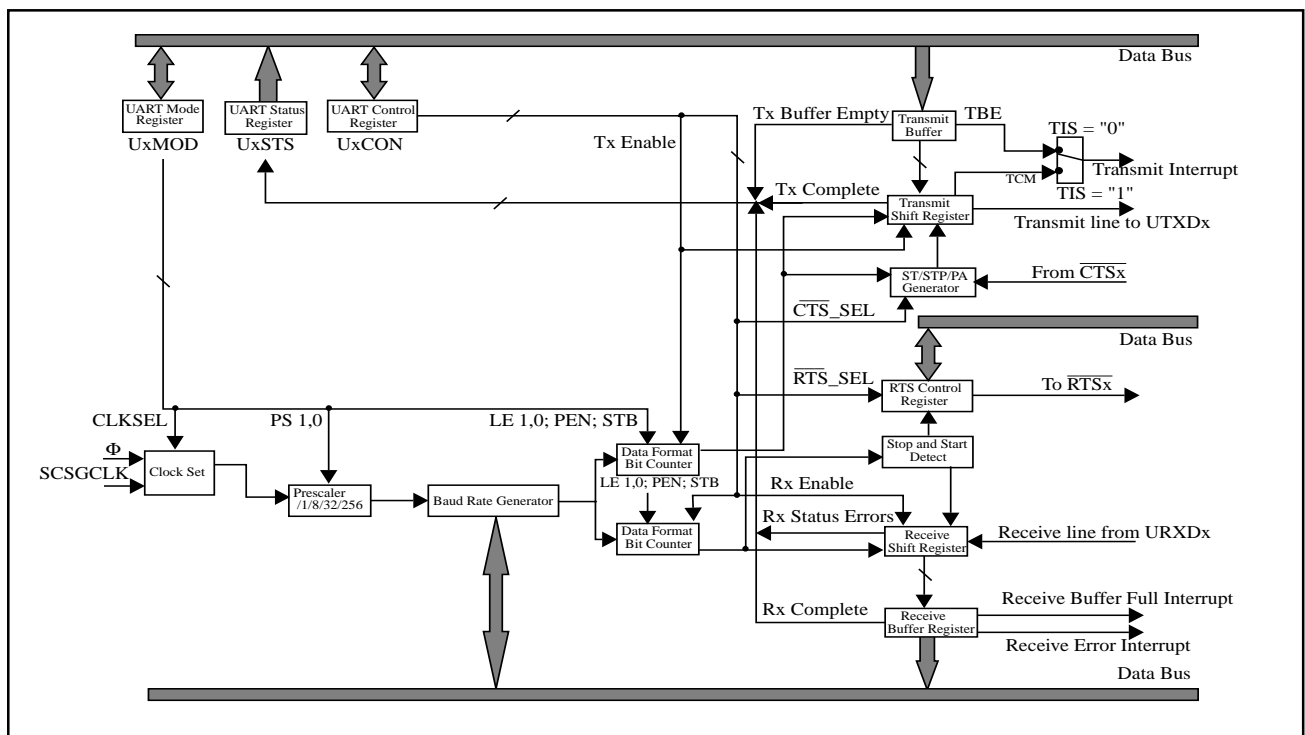 Data Bus
UART Mode
Register
UxMOD
UART Status
Register
UxSTS
UART Control
Register
UxCON
Tx Enable
Tx Buffer Empty
Transmit
Buffer
TBE
TIS = "0"
Transmit Interrupt
TCM
TIS = "1"
Tx Complete
Transmit
Shift Register
Transmit line to UTXDx
ST/STP/PA
Generator
From C̅T̅S̅x̅
C̅T̅S̅_SEL
Data Bus
R̅T̅S̅_SEL
RTS Control
Register
To R̅T̅S̅x̅
CLKSEL
PS 1,0
LE 1,0; PEN; STB
Φ
SCSGCLK
Clock Set
Prescaler
/1/8/32/256
Baud Rate Generator
Data Format
Bit Counter
LE 1,0; PEN; STB
Data Format
Bit Counter
Stop and Start
Detect
Rx Enable
Rx Status Errors
Receive
Shift Register
Receive line from URXDx
Rx Complete
Receive
Buffer Register
Receive Buffer Full Interrupt
Receive Error Interrupt
Data Bus